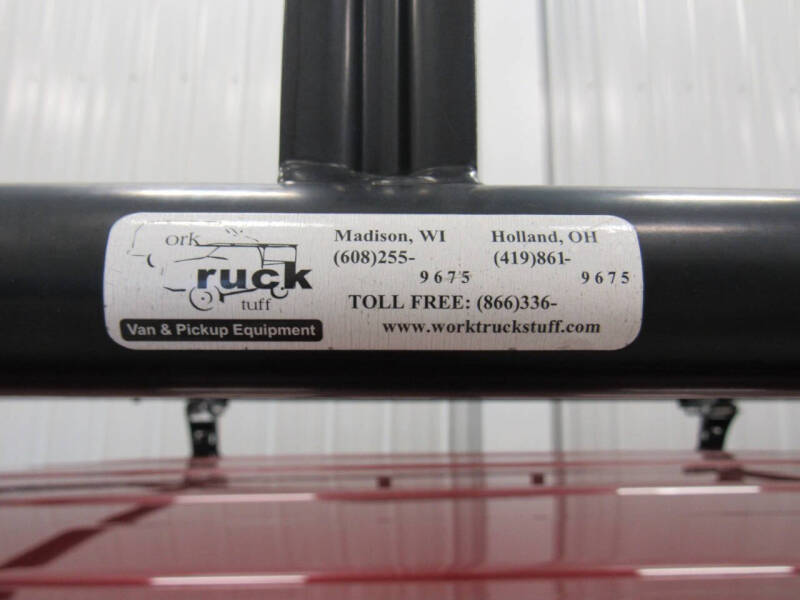 ork
ruck
tuff
Van & Pickup Equipment
Madison, WI Holland, OH
(608)255- (419)861-
9675 9675
TOLL FREE: (866)336-
www.worktruckstuff.com